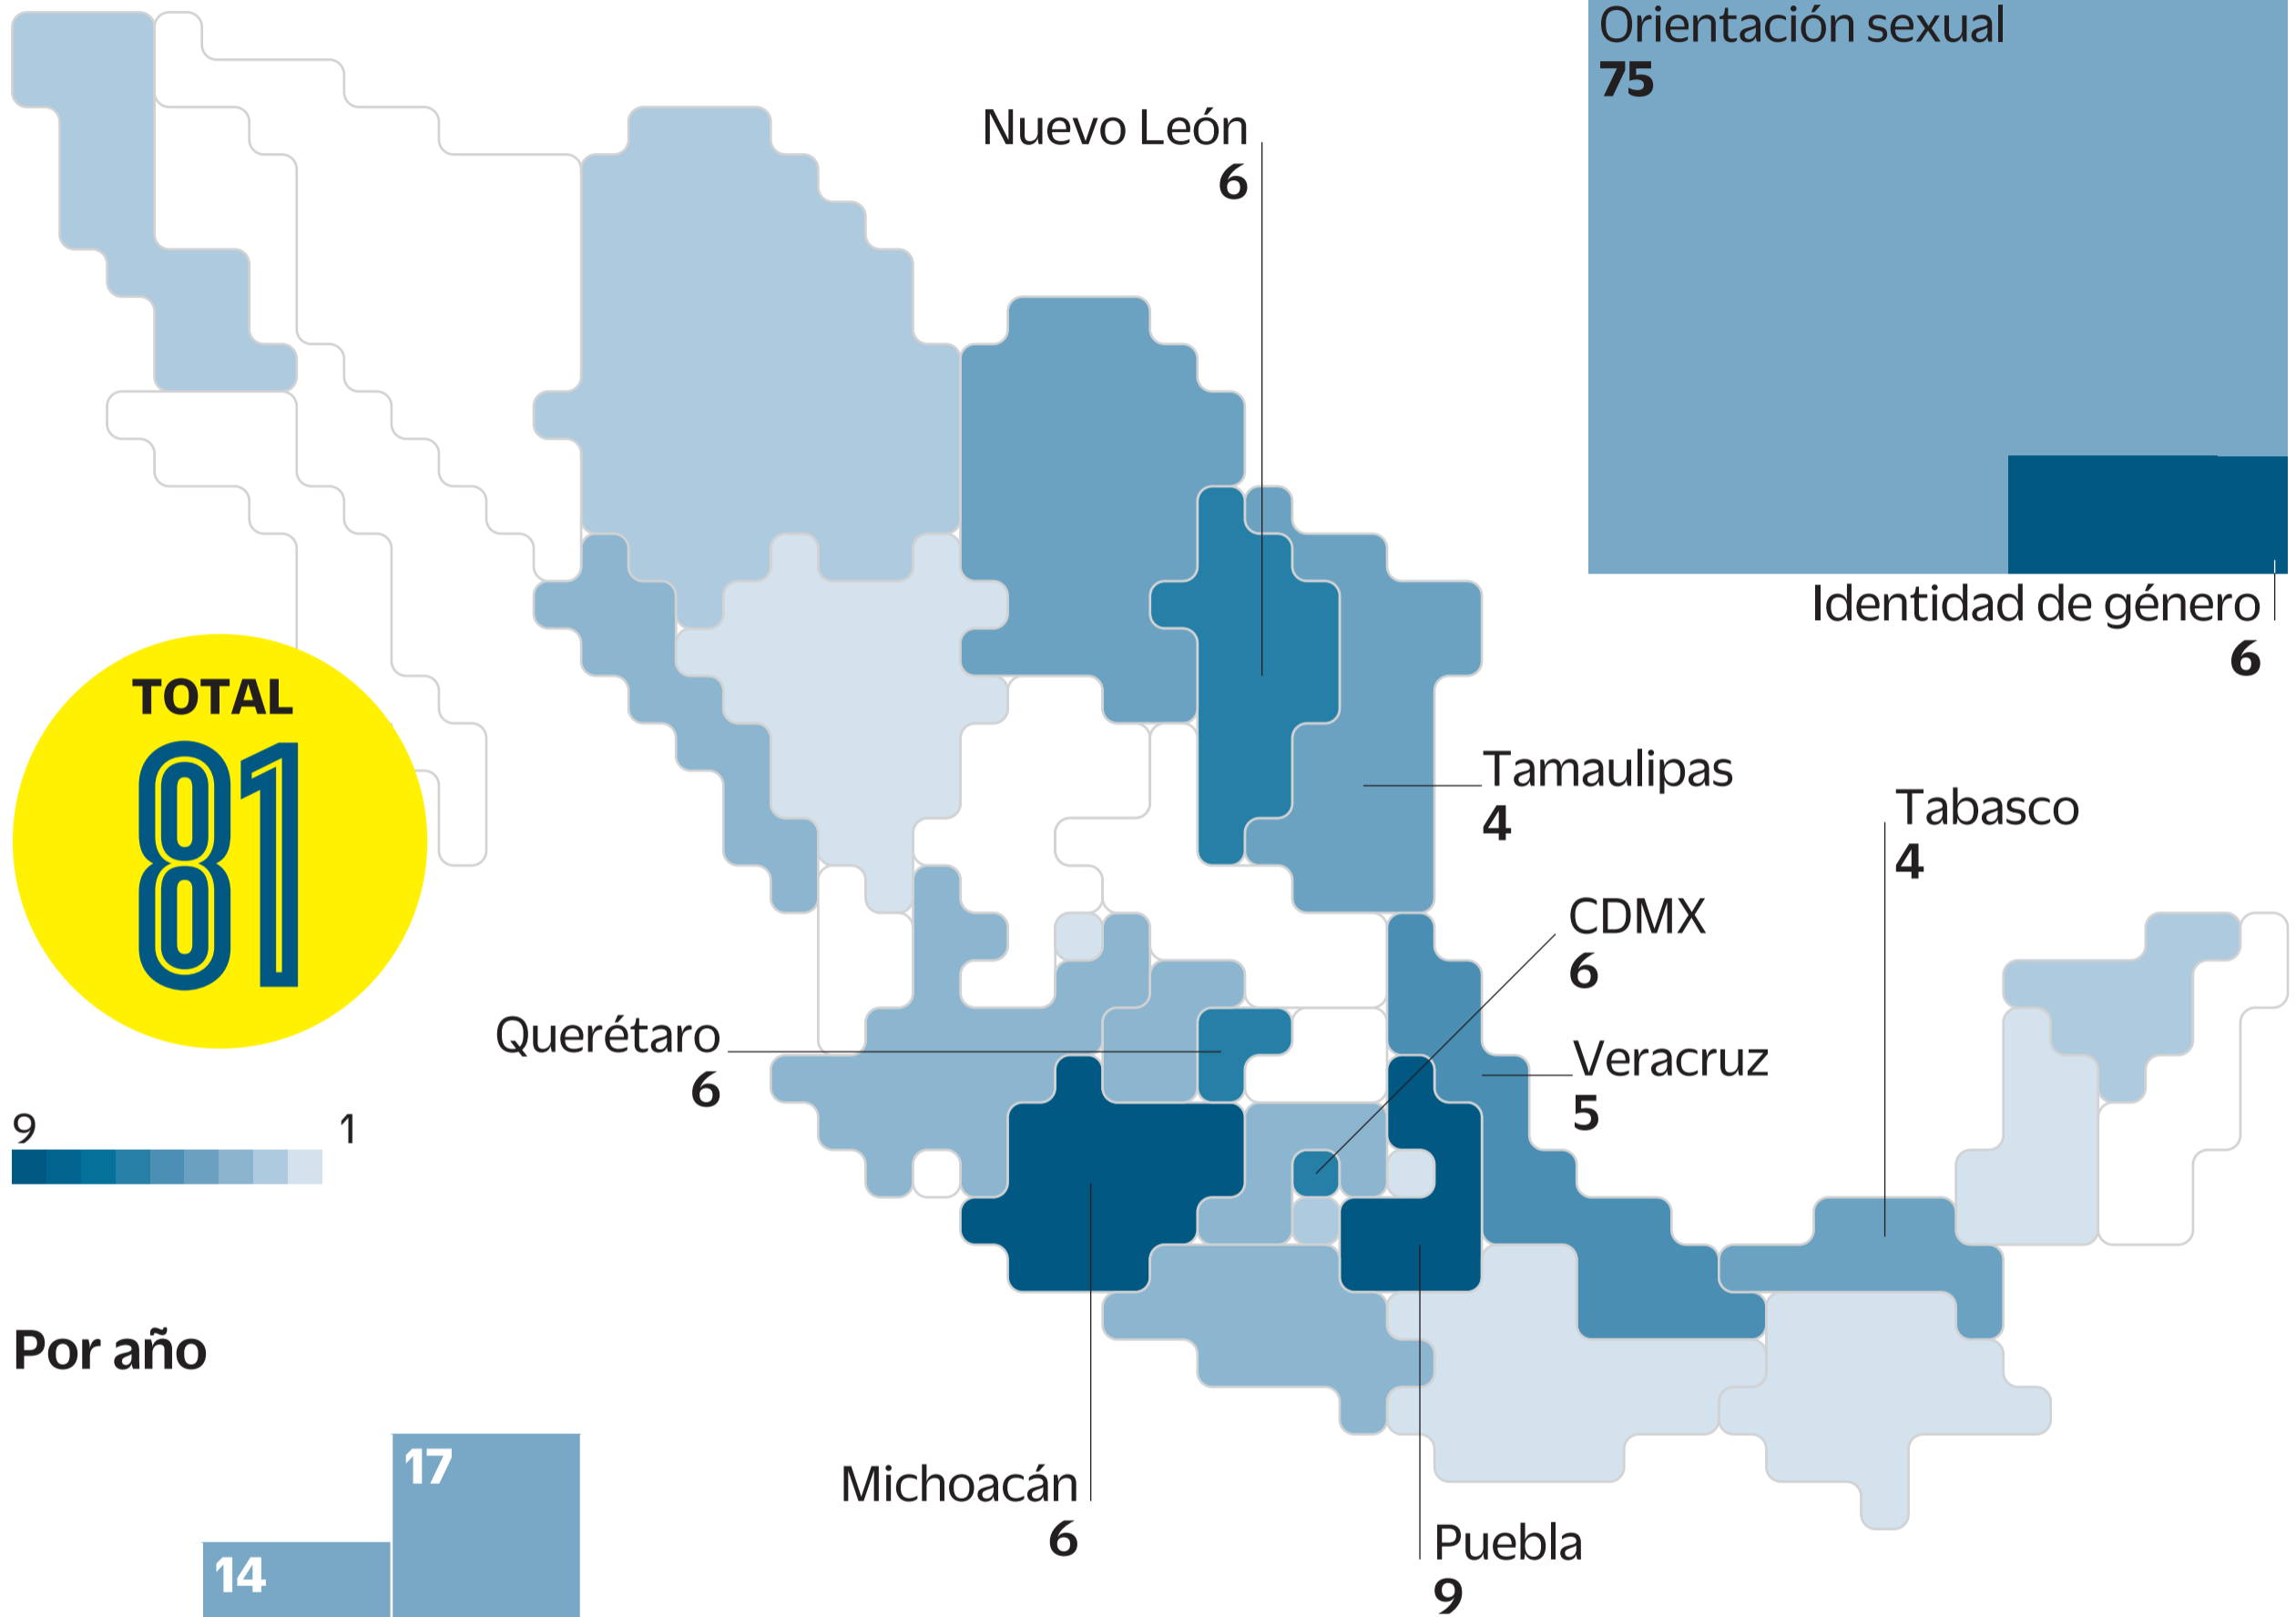 Orientación sexual
75
Nuevo León
6
Identidad de género
6
TOTAL
81
Tamaulipas
4
Tabasco
4
CDMX
6
Querétaro
6
Veracruz
5
9 1
Por año
17
14
Michoacán
6
Puebla
9